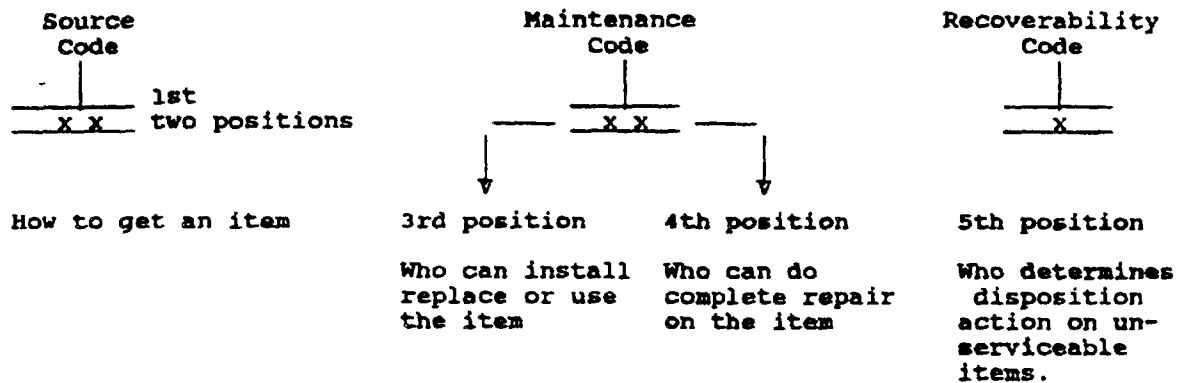 Source Maintenance Recoverability
Code Code Code
1st
x x two positions x x x
How to get an item 3rd position 4th position 5th position
Who can install Who can do Who determines
replace or use complete repair disposition
the item on the item action on un-
serviceable
items.